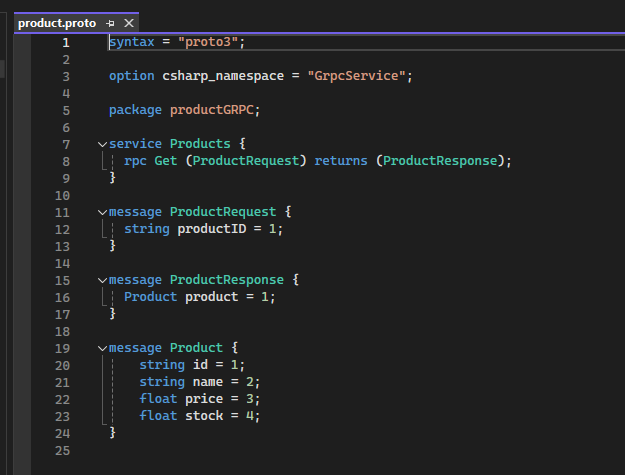 product.proto
1 syntax = "proto3";
2
3 option csharp_namespace = "GrpcService";
4
5 package productGRPC;
6
7 service Products {
8 rpc Get (ProductRequest) returns (ProductResponse);
9 }
10
11 message ProductRequest {
12 string productID = 1;
13 }
14
15 message ProductResponse {
16 Product product = 1;
17 }
18
19 message Product {
20 string id = 1;
21 string name = 2;
22 float price = 3;
23 float stock = 4;
24 }
25